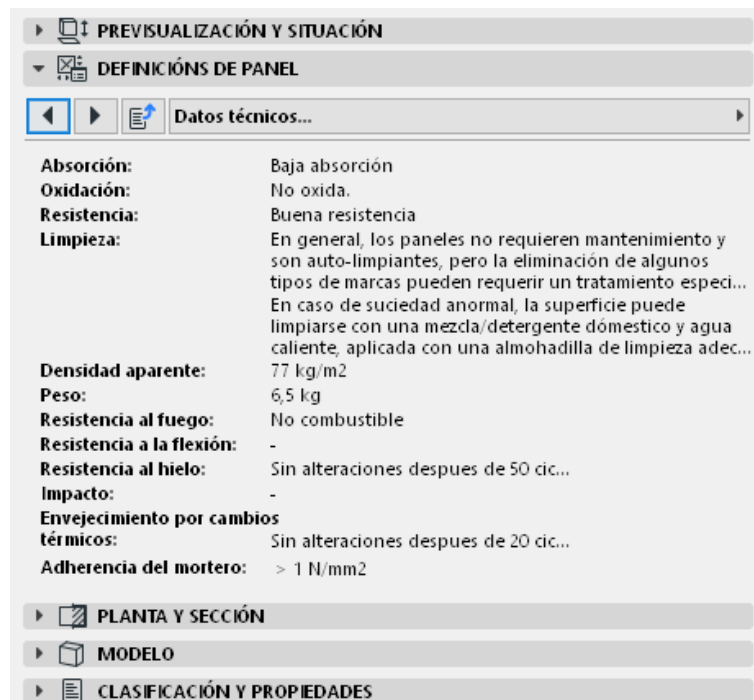 PREVISUALIZACIÓN Y SITUACIÓN
DEFINICIÓNS DE PANEL
Datos técnicos...
Absorción: Baja absorción
Oxidación: No oxida.
Resistencia: Buena resistencia
Limpieza: En general, los paneles no requieren mantenimiento y
son auto-limpiantes, pero la eliminación de algunos
tipos de marcas pueden requerir un tratamiento especi...
En caso de suciedad anormal, la superficie puede
limpiarse con una mezcla/detergente dómestico y agua
caliente, aplicada con una almohadilla de limpieza adec...
Densidad aparente: 77 kg/m2
Peso: 6,5 kg
Resistencia al fuego: No combustible
Resistencia a la flexión: -
Resistencia al hielo: Sin alteraciones despues de 50 cic...
Impacto: -
Envejecimiento por cambios
térmicos: Sin alteraciones despues de 20 cic...
Adherencia del mortero: > 1 N/mm2
PLANTA Y SECCIÓN
MODELO
CLASIFICACIÓN Y PROPIEDADES